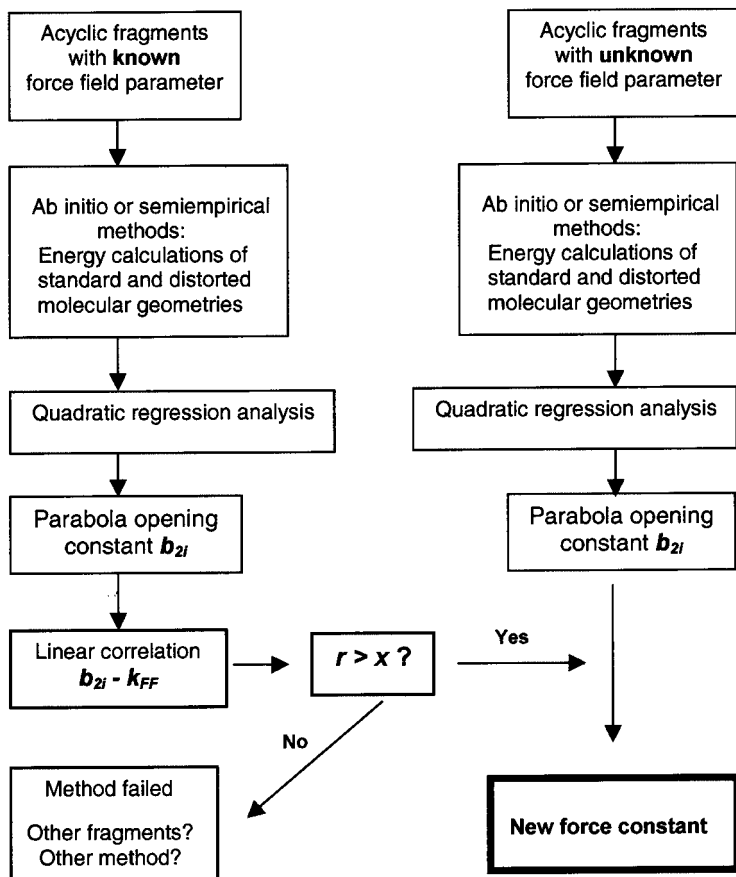 Acyclic fragments
with known
force field parameter
Ab initio or semiempirical
methods:
Energy calculations of
standard and distorted
molecular geometries
Quadratic regression analysis
Parabola opening
constant b2i
Linear correlation
b2i - kFF
r > x ?
Yes
No
Method failed
Other fragments?
Other method?
Acyclic fragments
with unknown
force field parameter
Ab initio or semiempirical
methods:
Energy calculations of
standard and distorted
molecular geometries
Quadratic regression analysis
Parabola opening
constant b2i
New force constant